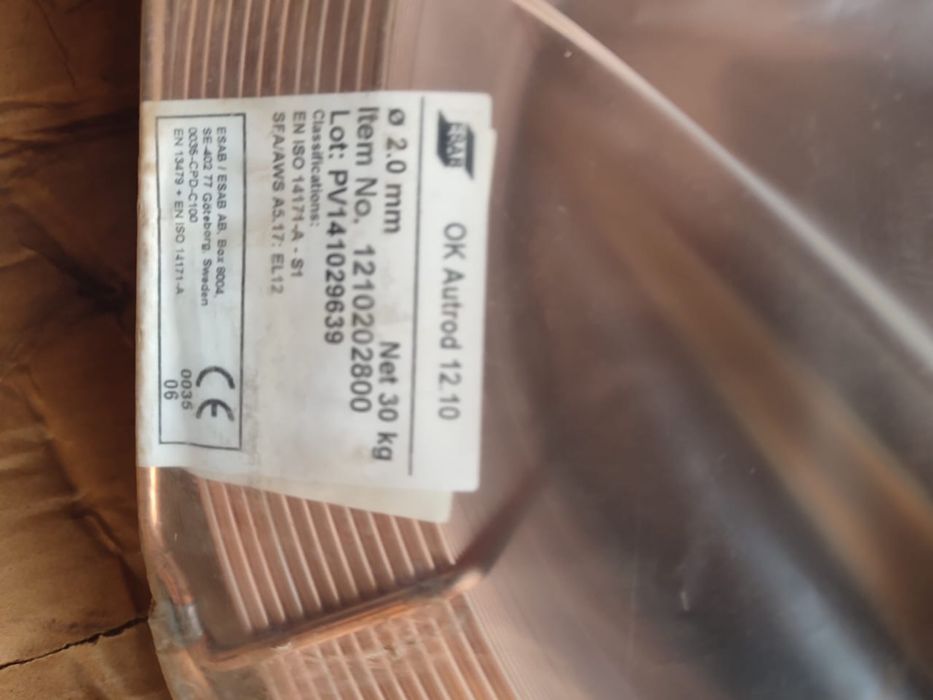 ESAB
OK Autrod 12.10
ø 2.0 mm Net 30 kg
Item No. 1210202800
Lot: PV141029639
Classifications:
EN ISO 14171-A - S1
SFA/AWS A5.17: EL12
ESAB / ESAB AB, Box 8004,
SE-402 77 Göteborg, Sweden
0035-CPD-C100
EN 13479 + EN ISO 14171-A
CE
0035
06